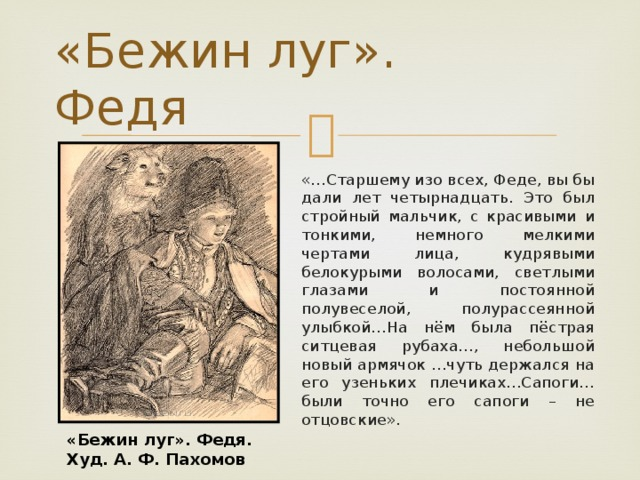 «Бежин луг».
Федя
«…Старшему изо всех, Феде, вы бы
дали лет четырнадцать. Это был
стройный мальчик, с красивыми и
тонкими, немного мелкими
чертами лица, кудрявыми
белокурыми волосами, светлыми
глазами и постоянной
полувеселой, полурассеянной
улыбкой…На нём была пёстрая
ситцевая рубаха…, небольшой
новый армячок …чуть держался на
его узеньких плечиках…Сапоги…
были точно его сапоги – не
отцовские».
«Бежин луг». Федя.
Худ. А. Ф. Пахомов